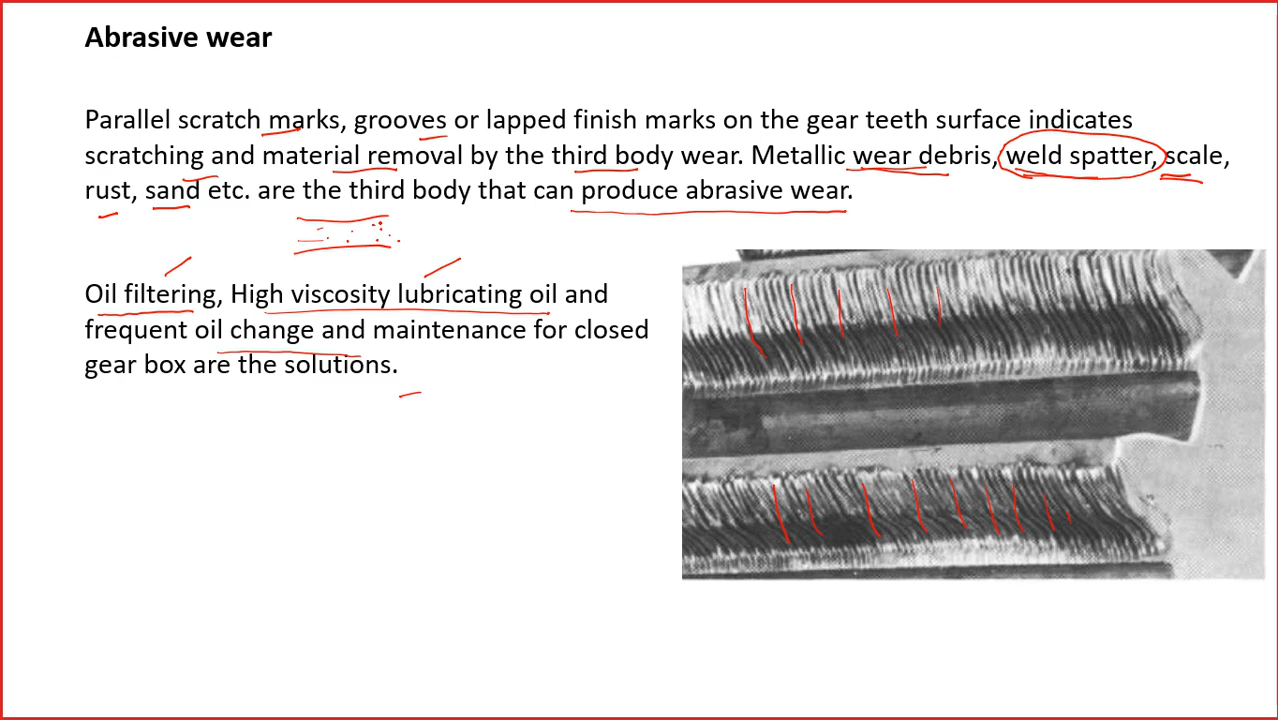 Abrasive wear
Parallel scratch marks, grooves or lapped finish marks on the gear teeth surface indicates
scratching and material removal by the third body wear. Metallic wear debris, weld spatter, scale,
rust, sand etc. are the third body that can produce abrasive wear.
Oil filtering, High viscosity lubricating oil and
frequent oil change and maintenance for closed
gear box are the solutions.